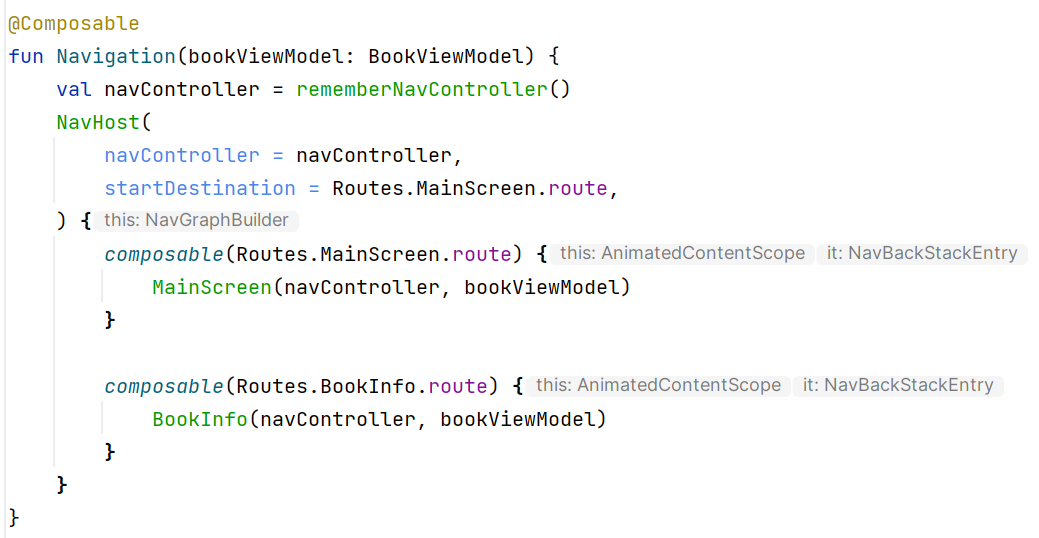 @Composable
fun Navigation(bookViewModel: BookViewModel) {
    val navController = rememberNavController()
    NavHost(
        navController = navController,
        startDestination = Routes.MainScreen.route,
    ) { this: NavGraphBuilder
        composable(Routes.MainScreen.route) { this: AnimatedContentScope it: NavBackStackEntry
            MainScreen(navController, bookViewModel)
        }
        composable(Routes.BookInfo.route) { this: AnimatedContentScope it: NavBackStackEntry
            BookInfo(navController, bookViewModel)
        }
    }
}